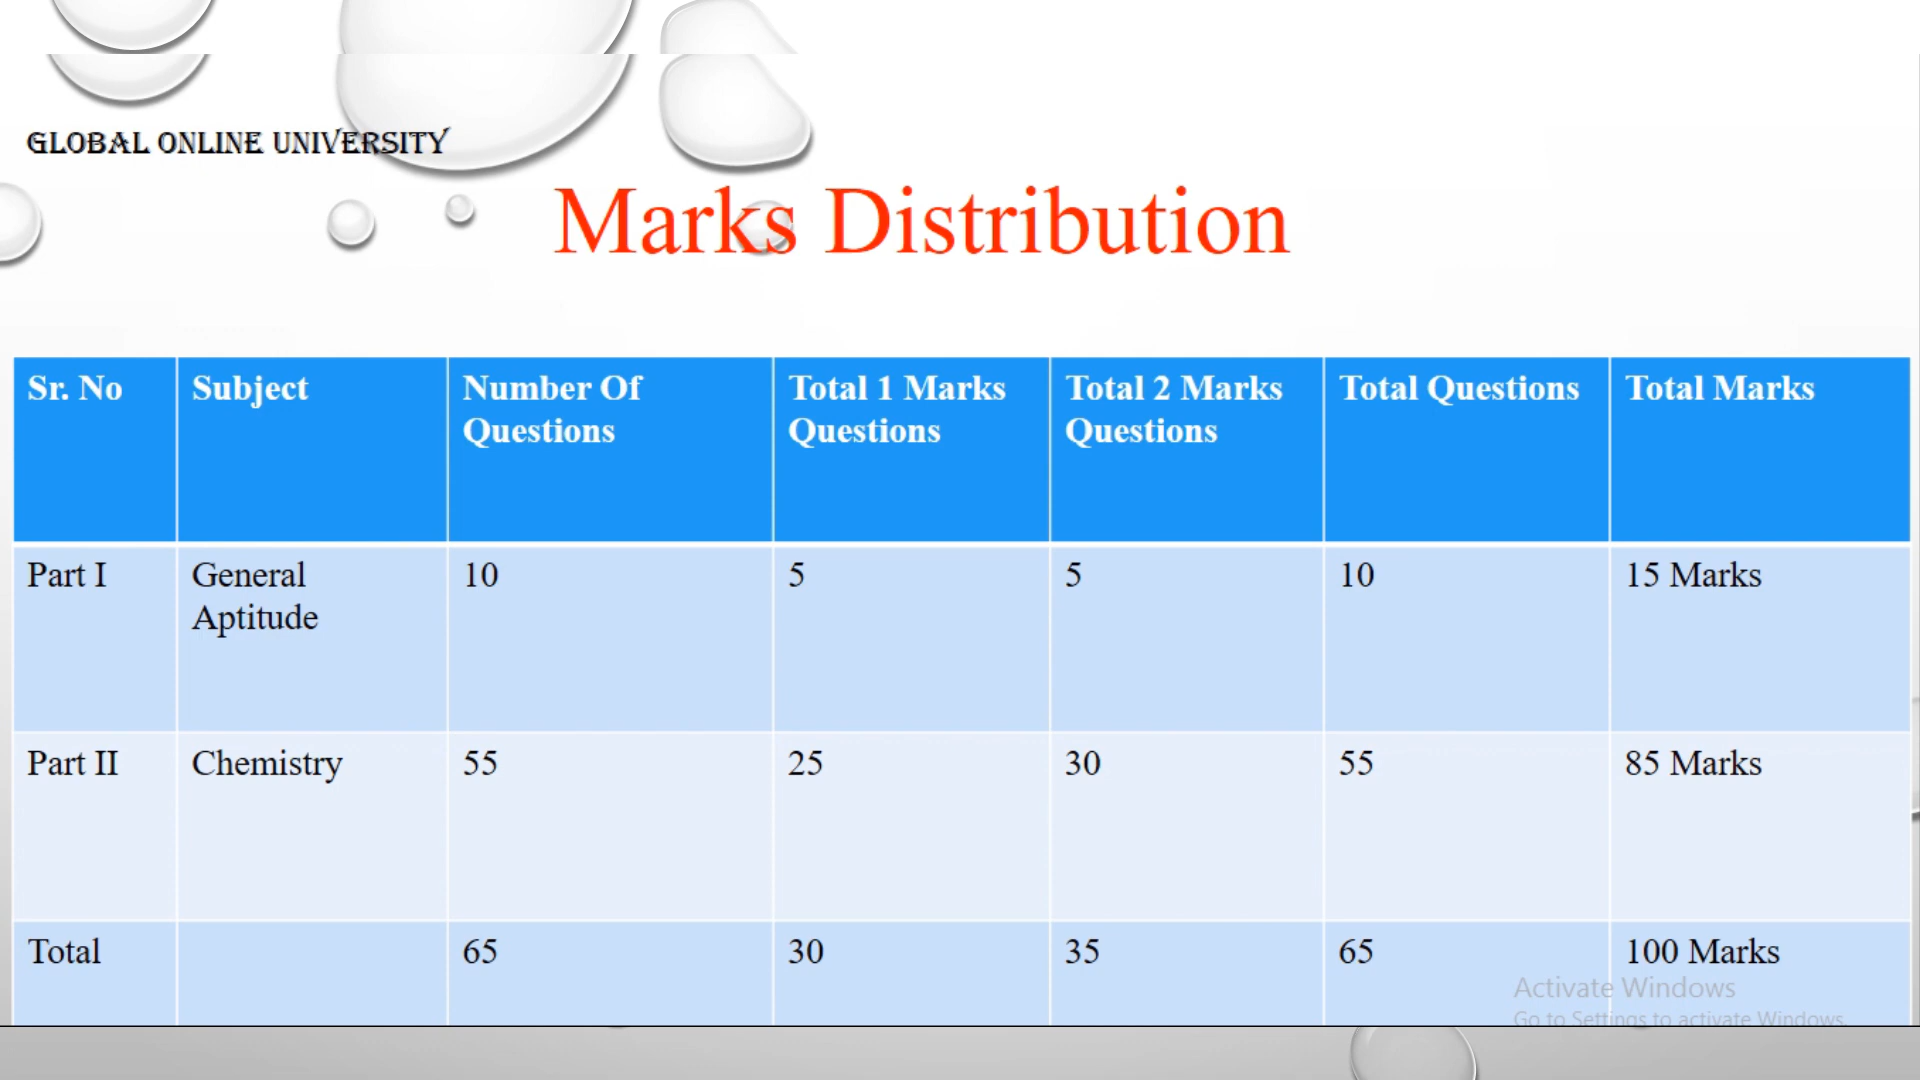 GLOBAL ONLINE UNIVERSITY
Marks Distribution
Sr. No
Subject
Number Of
Questions
Total 1 Marks
Questions
Total 2 Marks
Questions
Total Questions
Total Marks
Part I
General
Aptitude
10
5
5
10
15 Marks
Part II
Chemistry
55
25
30
55
85 Marks
Total
65
30
35
65
100 Marks
Activate Windows
Go to Settings to activate Windows.